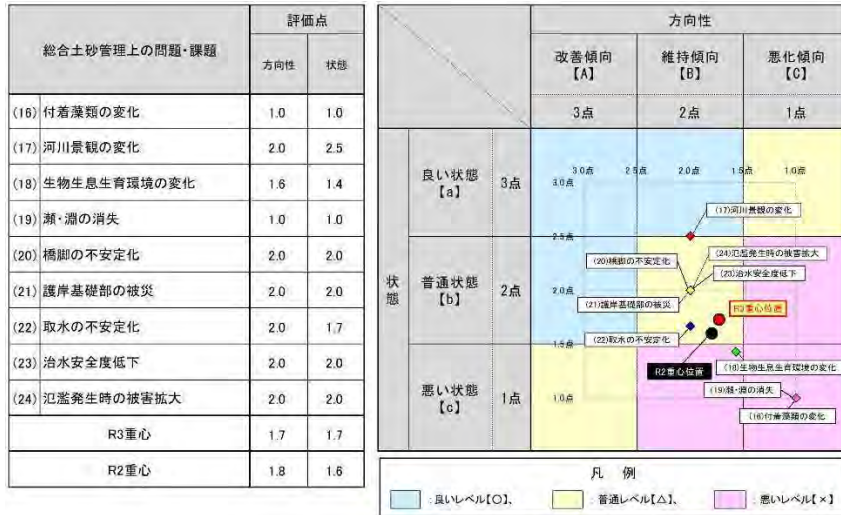 総合土砂管理上の問題・課題 評価点
方向性 状態
(16) 付着藻類の変化 1.0 1.0
(17) 河川景観の変化 2.0 2.5
(18) 生物生息生育環境の変化 1.6 1.4
(19) 瀬・淵の消失 1.0 1.0
(20) 橋脚の不安定化 2.0 2.0
(21) 護岸基礎部の被災 2.0 2.0
(22) 取水の不安定化 2.0 1.7
(23) 治水安全度低下 2.0 2.0
(24) 氾濫発生時の被害拡大 2.0 2.0
R3重心 1.7 1.7
R2重心 1.8 1.6
方向性
改善傾向 維持傾向 悪化傾向
【A】 【B】 【C】
3点 2点 1点
状態
良い状態
【a】
3点
普通状態
【b】
2点
悪い状態
【c】
1点
3.0点 2.5点 2.0点 1.5点 1.0点
3.0点
(17)河川景観の変化
2.5点
(24)氾濫発生時の被害拡大
(20)橋脚の不安定化
(23)治水安全度低下
2.0点
(21)護岸基礎部の被災
R3重心位置
(22)取水の不安定化
1.5点
R2重心位置
(18)生物生息生育環境の変化
(19)瀬・淵の消失
1.0点
(16)付着藻類の変化
凡 例
:良いレベル【○】、 :普通レベル【△】、 :悪いレベル【×】